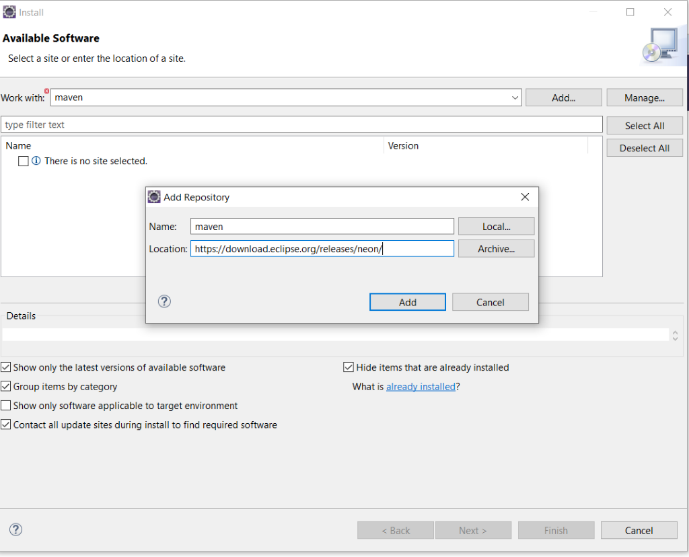 Install
Available Software
Select a site or enter the location of a site.
Work with: maven Add... Manage...
type filter text Select All
Name Version Deselect All
There is no site selected.
Add Repository
Name: maven Local...
Location: https://download.eclipse.org/releases/neon/ Archive...
Add Cancel
Details
Show only the latest versions of available software Hide items that are already installed
Group items by category What is already installed?
Show only software applicable to target environment
Contact all update sites during install to find required software
< Back Next > Finish Cancel